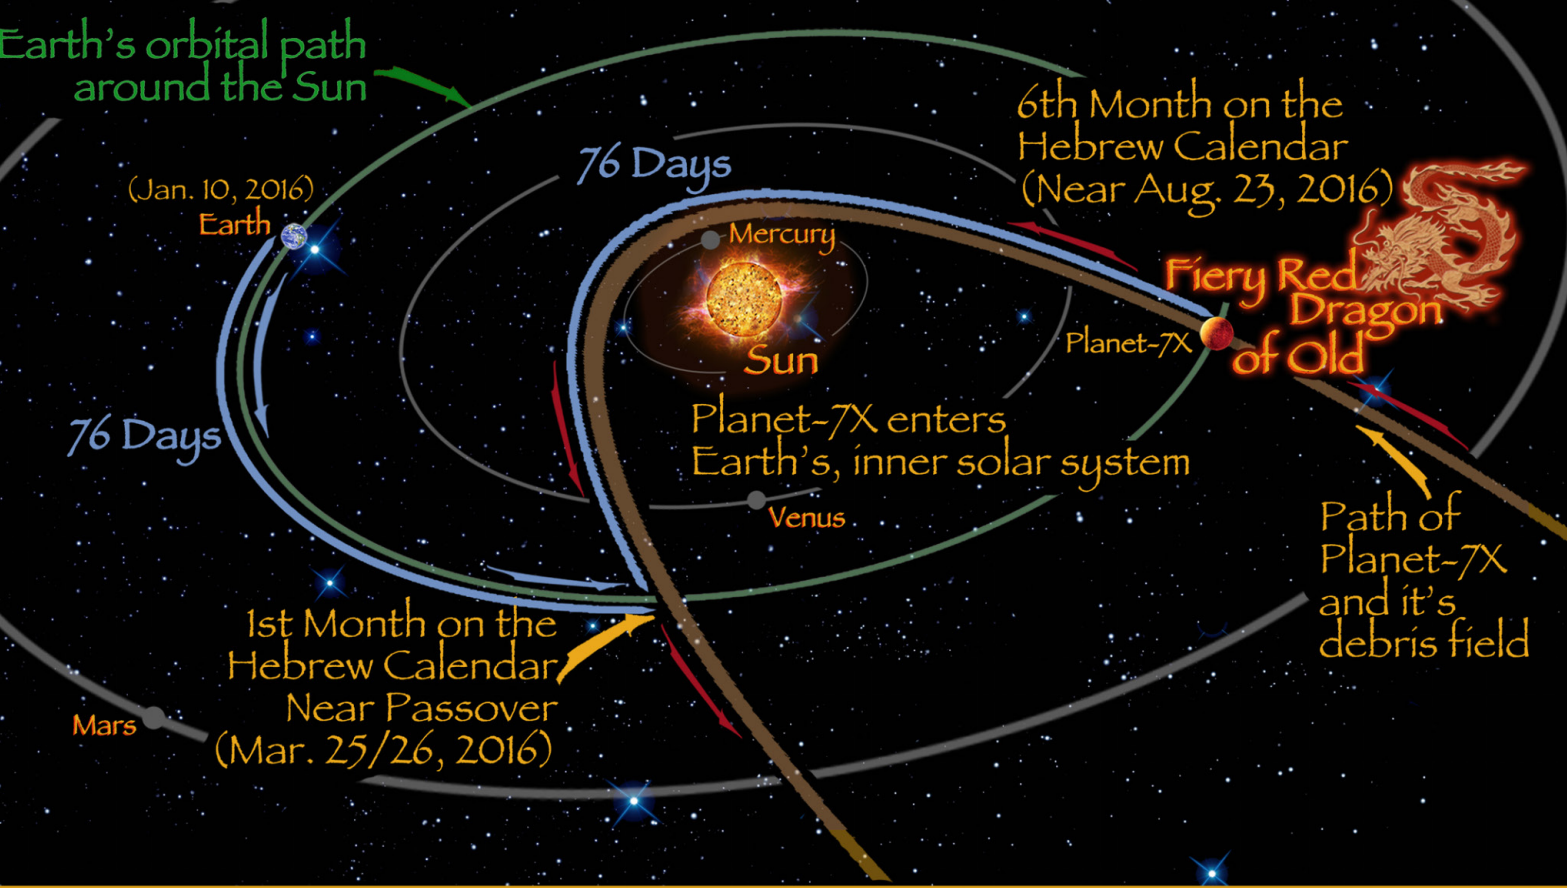 Earth's orbital path
around the Sun
6th Month on the
Hebrew Calendar
(Near Aug. 23, 2016)
76 Days
(Jan. 10, 2016)
Earth
Mercury
Fiery Red
Dragon
of Old
Planet-7X
Sun
Planet-7X enters
Earth's, inner solar system
76 Days
Venus
Path of
Planet-7X
and it's
debris field
1st Month on the
Hebrew Calendar
Near Passover
(Mar. 25/26, 2016)
Mars